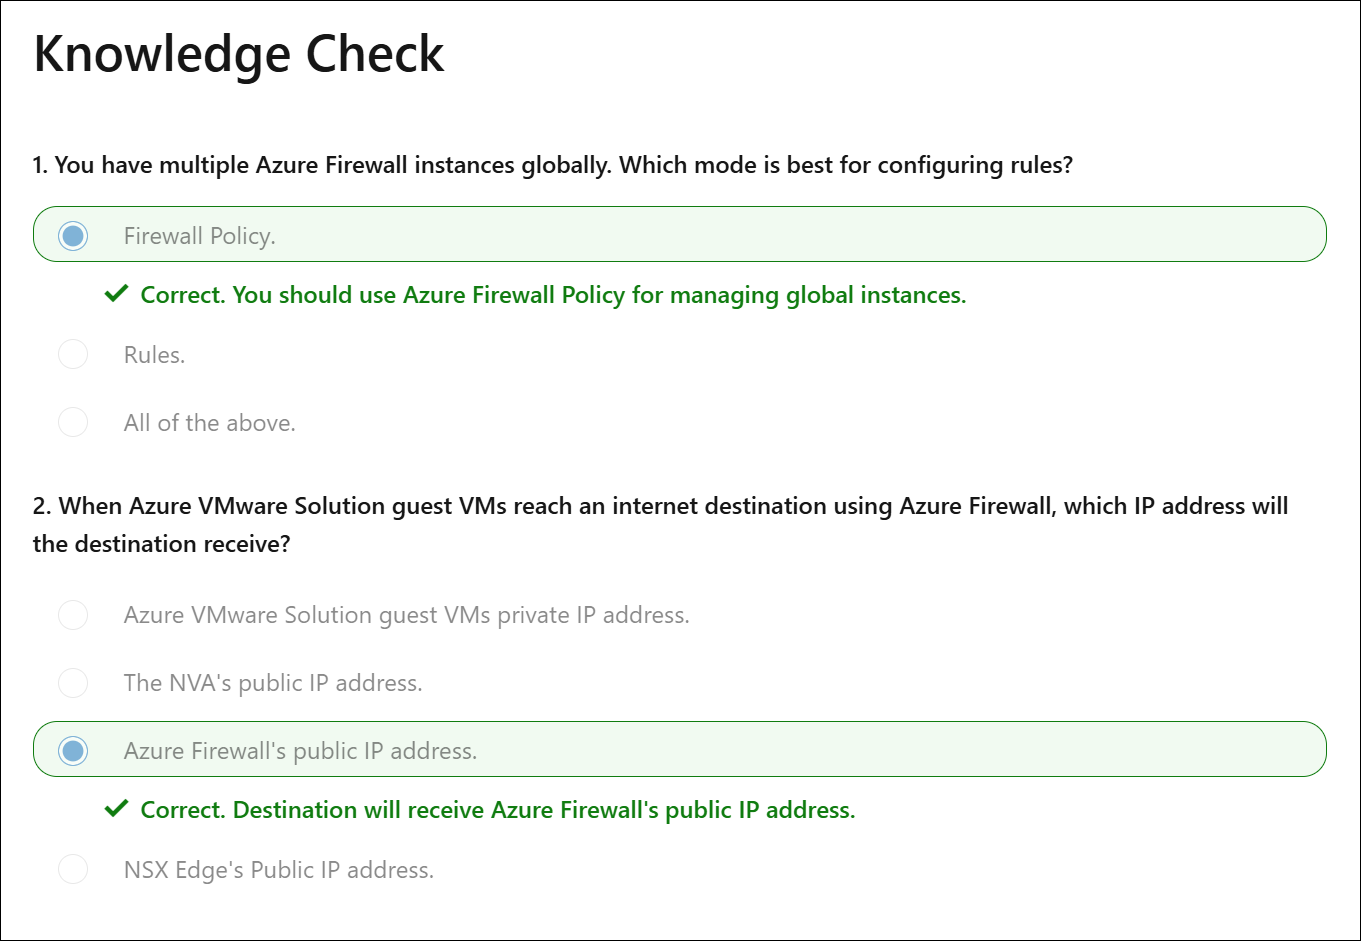 Knowledge Check
1. You have multiple Azure Firewall instances globally. Which mode is best for configuring rules?
Firewall Policy.
Correct. You should use Azure Firewall Policy for managing global instances.
Rules.
All of the above.
2. When Azure VMware Solution guest VMs reach an internet destination using Azure Firewall, which IP address will
the destination receive?
Azure VMware Solution guest VMs private IP address.
The NVA's public IP address.
Azure Firewall's public IP address.
Correct. Destination will receive Azure Firewall's public IP address.
NSX Edge's Public IP address.